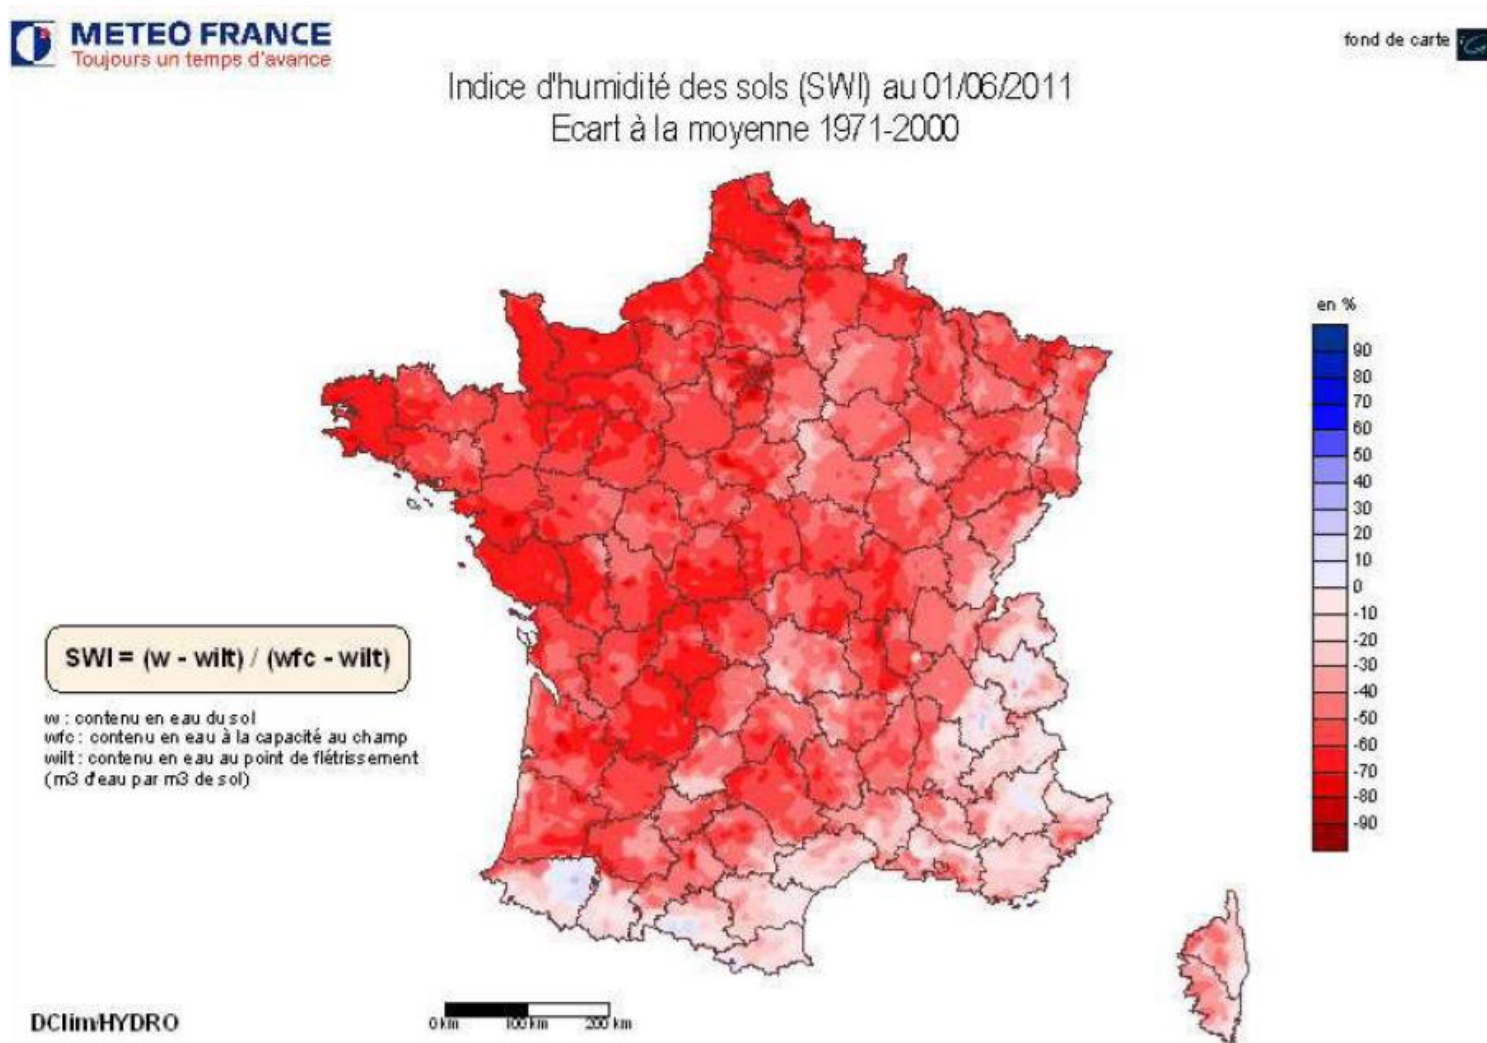 METEO FRANCE
Toujours un temps d'avance
fond de carte
Indice d'humidité des sols (SWI) au 01/06/2011
Ecart à la moyenne 1971-2000
en %
90
80
70
60
50
40
30
20
10
0
-10
-20
-30
-40
-50
-60
-70
-80
-90
SWI = (w - wilt) / (wfc - wilt)
w : contenu en eau du sol
wfc : contenu en eau à la capacité au champ
wilt : contenu en eau au point de flétrissement
(m3 d'eau par m3 de sol)
DClim/HYDRO
0 km 100 km 200 km